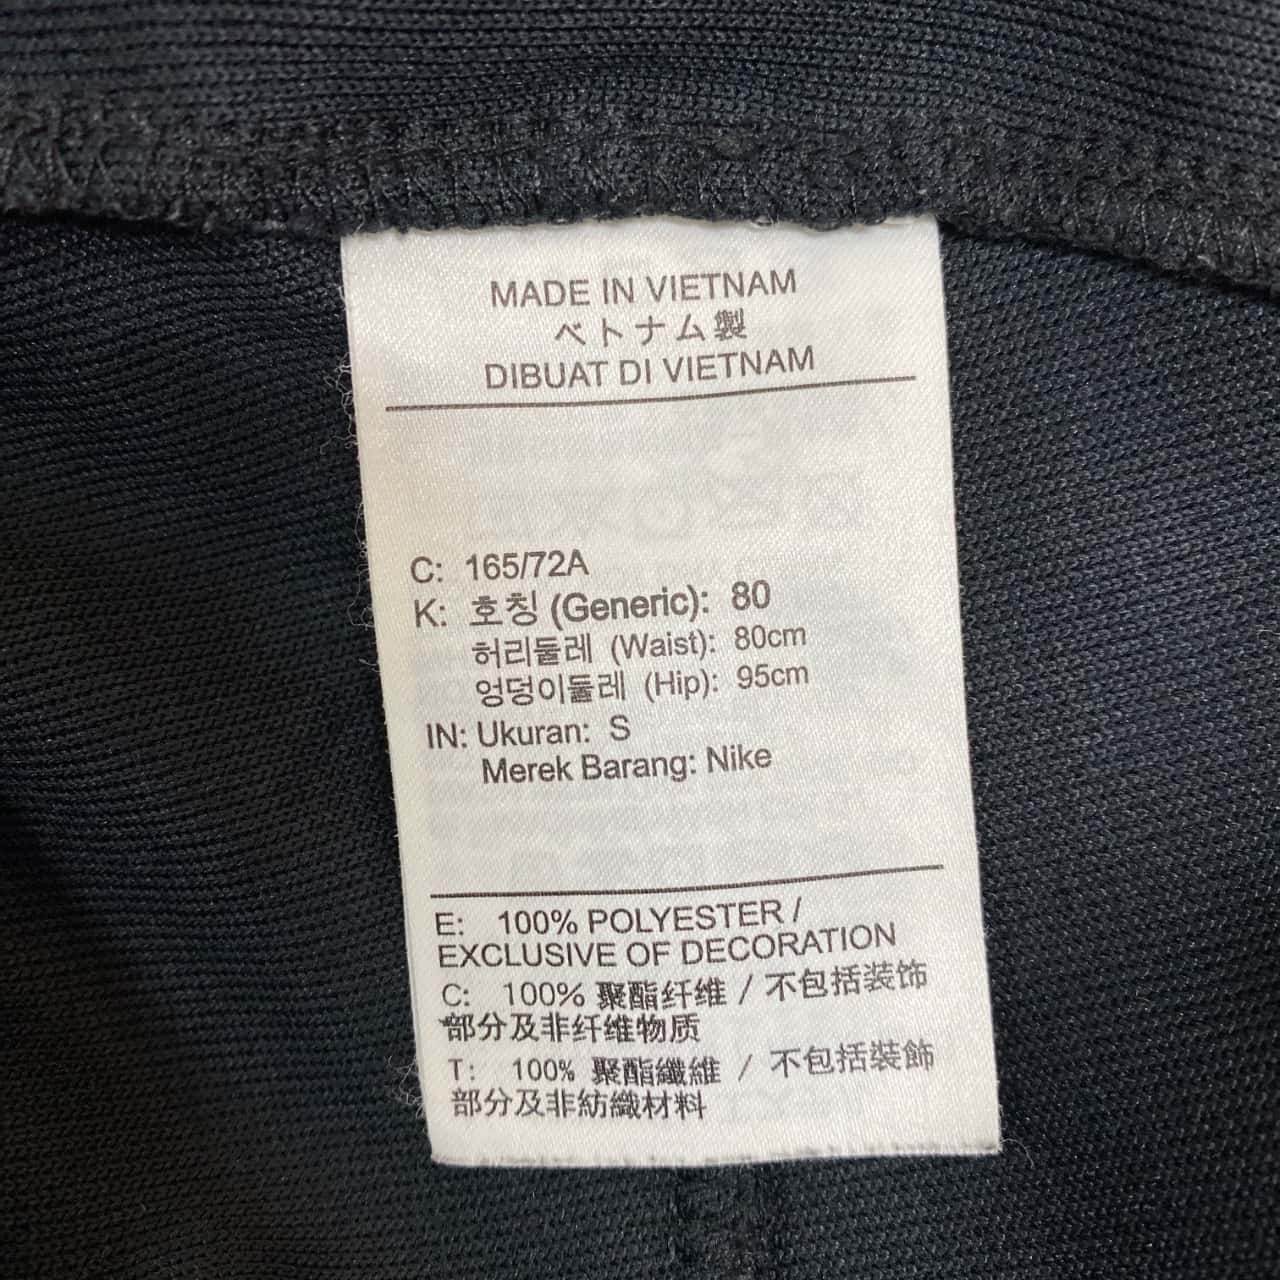 MADE IN VIETNAM
ベトナム製
DIBUAT DI VIETNAM
C: 165/72A
K: 호칭 (Generic): 80
허리둘레 (Waist): 80cm
엉덩이둘레 (Hip): 95cm
IN: Ukuran: S
Merek Barang: Nike
E: 100% POLYESTER /
EXCLUSIVE OF DECORATION
C: 100% 聚酯纤维 / 不包括装饰
部分及非纤维物质
T: 100% 聚酯纖維 / 不包括裝飾
部分及非紡織材料